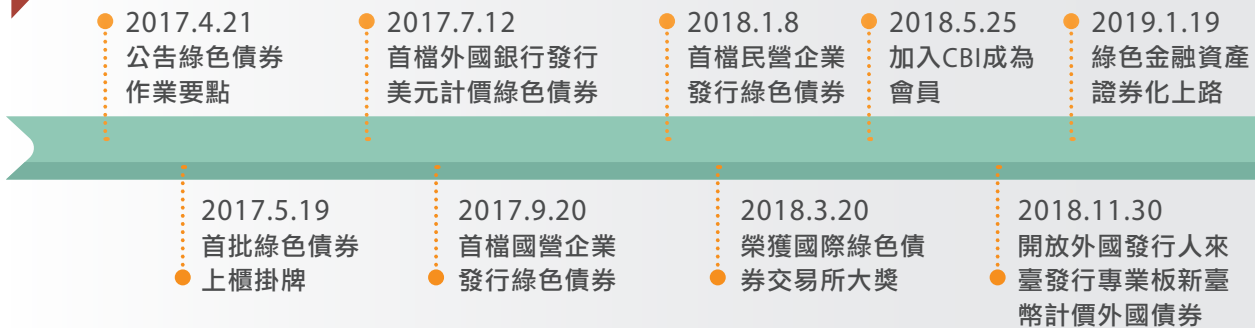 2017.4.21
公告綠色債券
作業要點
2017.7.12
首檔外國銀行發行
美元計價綠色債券
2018.1.8
首檔民營企業
發行綠色債券
2018.5.25
加入CBI成為
會員
2019.1.19
綠色金融資產
證券化上路
2017.5.19
首批綠色債券
上櫃掛牌
2017.9.20
首檔國營企業
發行綠色債券
2018.3.20
榮獲國際綠色債
券交易所大獎
2018.11.30
開放外國發行人來
臺發行專業板新臺
幣計價外國債券